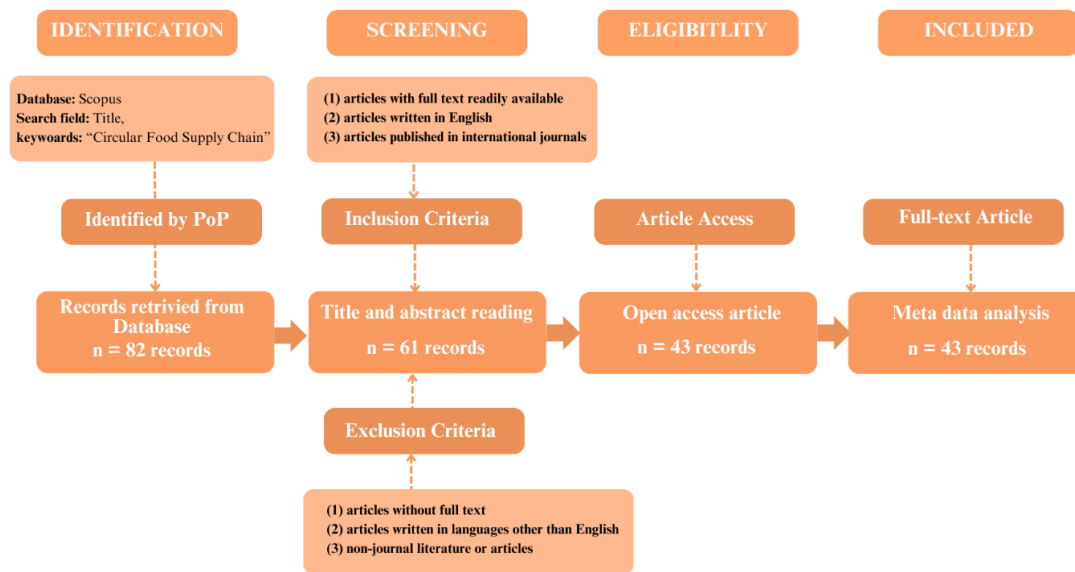 IDENTIFICATION
SCREENING
ELIGIBITLITY
INCLUDED
Database: Scopus
Search field: Title,
keywoards: “Circular Food Supply Chain”
(1) articles with full text readily available
(2) articles written in English
(3) articles published in international journals
Identified by PoP
Inclusion Criteria
Article Access
Full-text Article
Records retrivied from
Database
n = 82 records
Title and abstract reading
n = 61 records
Open access article
n = 43 records
Meta data analysis
n = 43 records
Exclusion Criteria
(1) articles without full text
(2) articles written in languages other than English
(3) non-journal literature or articles